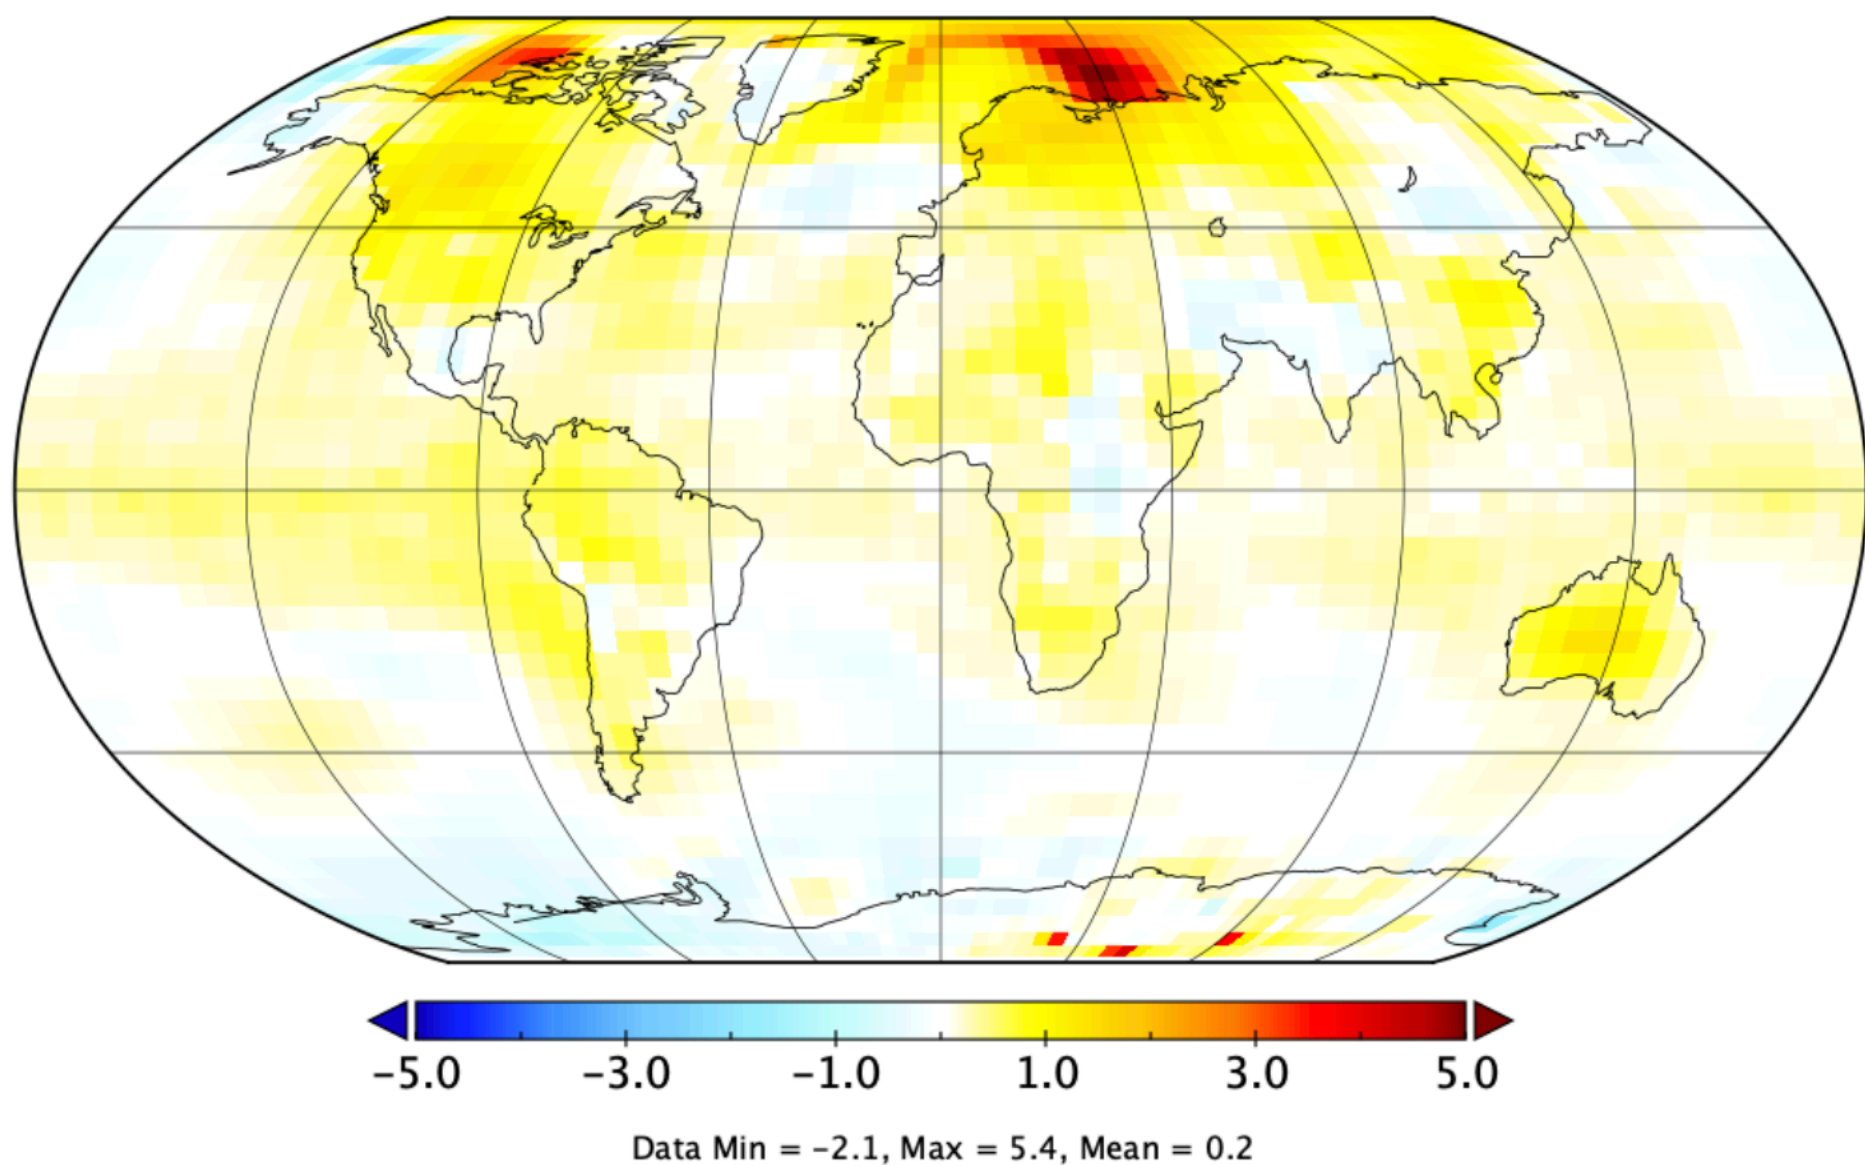 −5.0 −3.0 −1.0 1.0 3.0 5.0
Data Min = −2.1, Max = 5.4, Mean = 0.2